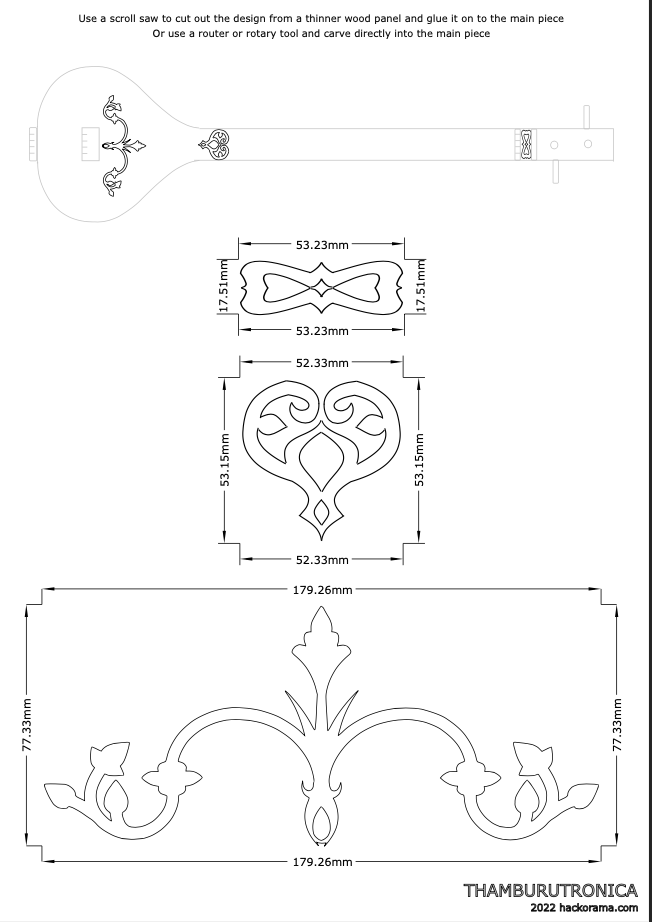 Use a scroll saw to cut out the design from a thinner wood panel and glue it on to the main piece
Or use a router or rotary tool and carve directly into the main piece
53.23mm
17.51mm
17.51mm
53.23mm
52.33mm
53.15mm
53.15mm
52.33mm
179.26mm
77.33mm
77.33mm
179.26mm
THAMBURUTRONICA
2022 hackorama.com